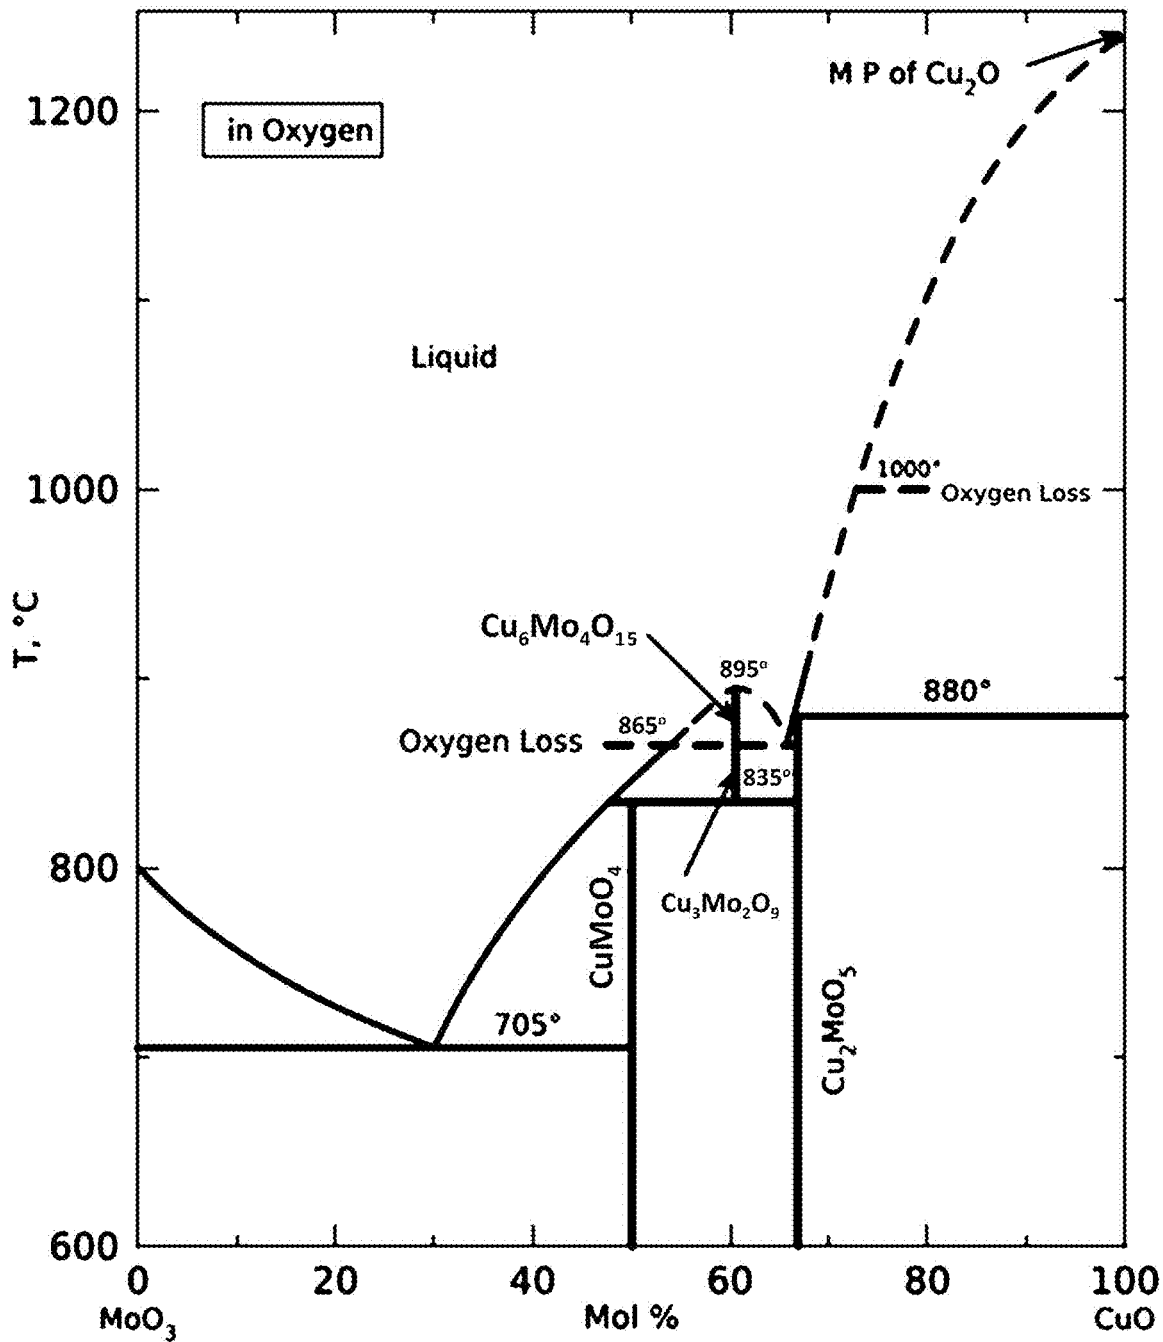 M P of Cu₂O
1200
in Oxygen
Liquid
1000°
1000
Oxygen Loss
T, °C
Cu₆Mo₄O₁₅
895°
880°
865°
Oxygen Loss
835°
800
CuMoO₄
Cu₃Mo₂O₉
Cu₂MoO₅
705°
600
0
20
40
60
80
100
MoO₃
Mol %
CuO